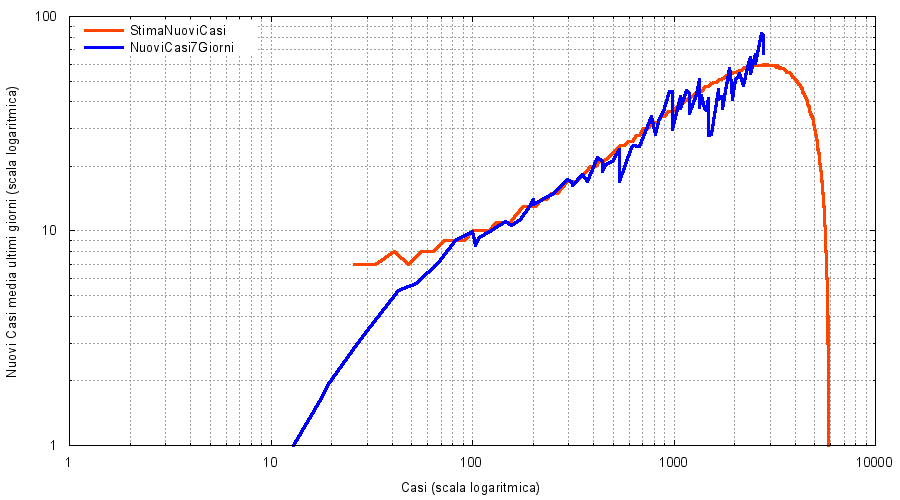 100
StimaNuoviCasi
NuoviCasi7Giorni
Nuovi Casi media ultimi giorni (scala logaritmica)
10
1
1
10
100
1000
10000
Casi (scala logaritmica)